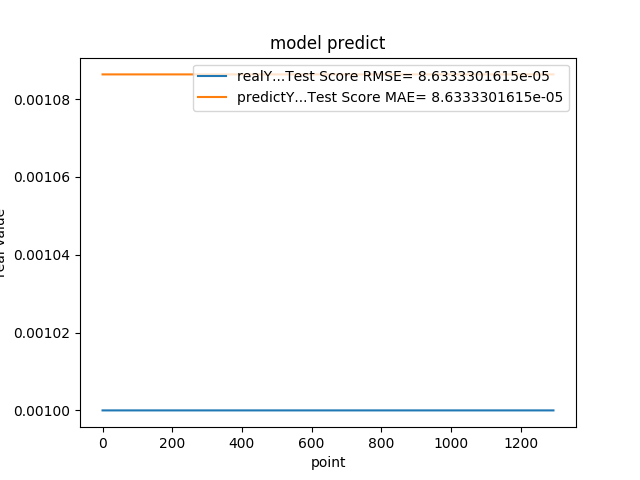 model predict
realY...Test Score RMSE= 8.6333301615e-05
predictY...Test Score MAE= 8.6333301615e-05
0.00108
0.00106
0.00104
0.00102
0.00100
real value
0 200 400 600 800 1000 1200
point